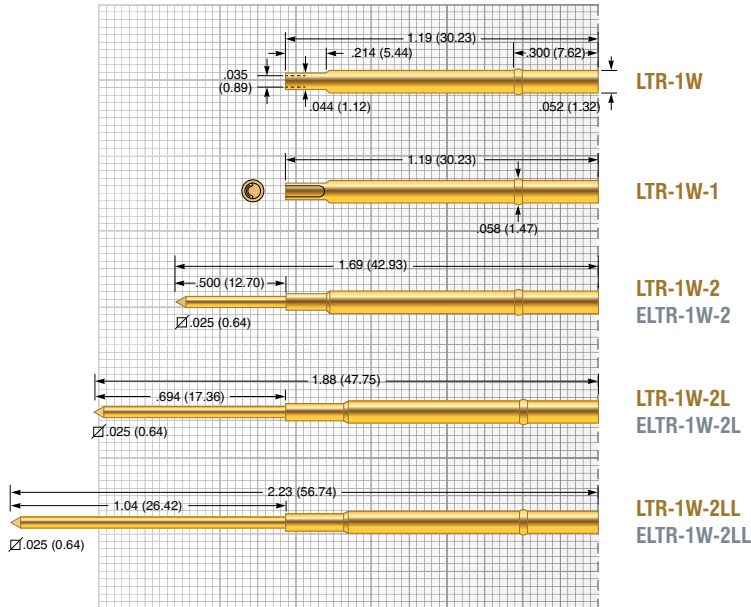 1.19 (30.23)
.214 (5.44)
.300 (7.62)
.035
(0.89)
.044 (1.12)
.052 (1.32)
LTR-1W
1.19 (30.23)
.058 (1.47)
LTR-1W-1
1.69 (42.93)
.500 (12.70)
.025 (0.64)
LTR-1W-2
ELTR-1W-2
1.88 (47.75)
.694 (17.36)
.025 (0.64)
LTR-1W-2L
ELTR-1W-2L
2.23 (56.74)
1.04 (26.42)
.025 (0.64)
LTR-1W-2LL
ELTR-1W-2LL